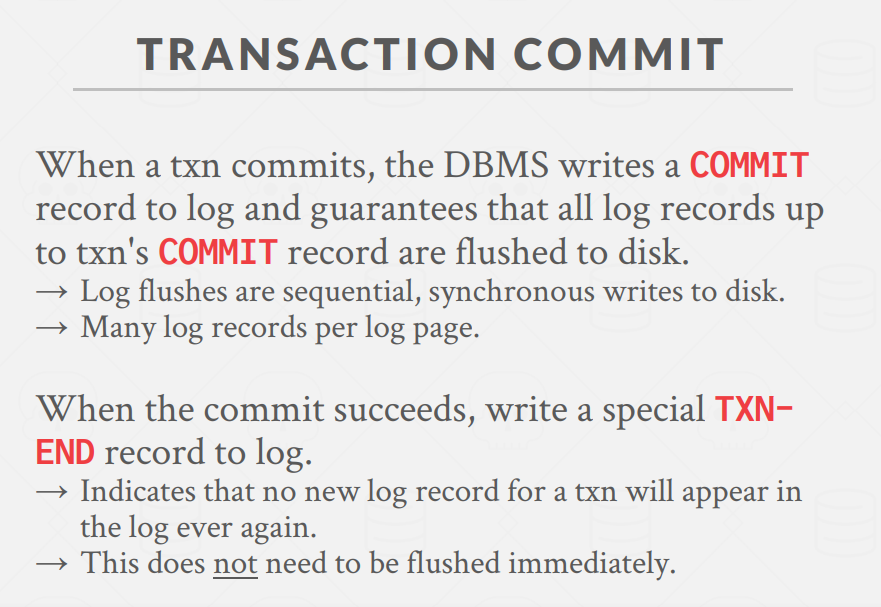 TRANSACTION COMMIT
When a txn commits, the DBMS writes a COMMIT
record to log and guarantees that all log records up
to txn's COMMIT record are flushed to disk.
→ Log flushes are sequential, synchronous writes to disk.
→ Many log records per log page.
When the commit succeeds, write a special TXN-
END record to log.
→ Indicates that no new log record for a txn will appear in
the log ever again.
→ This does not need to be flushed immediately.